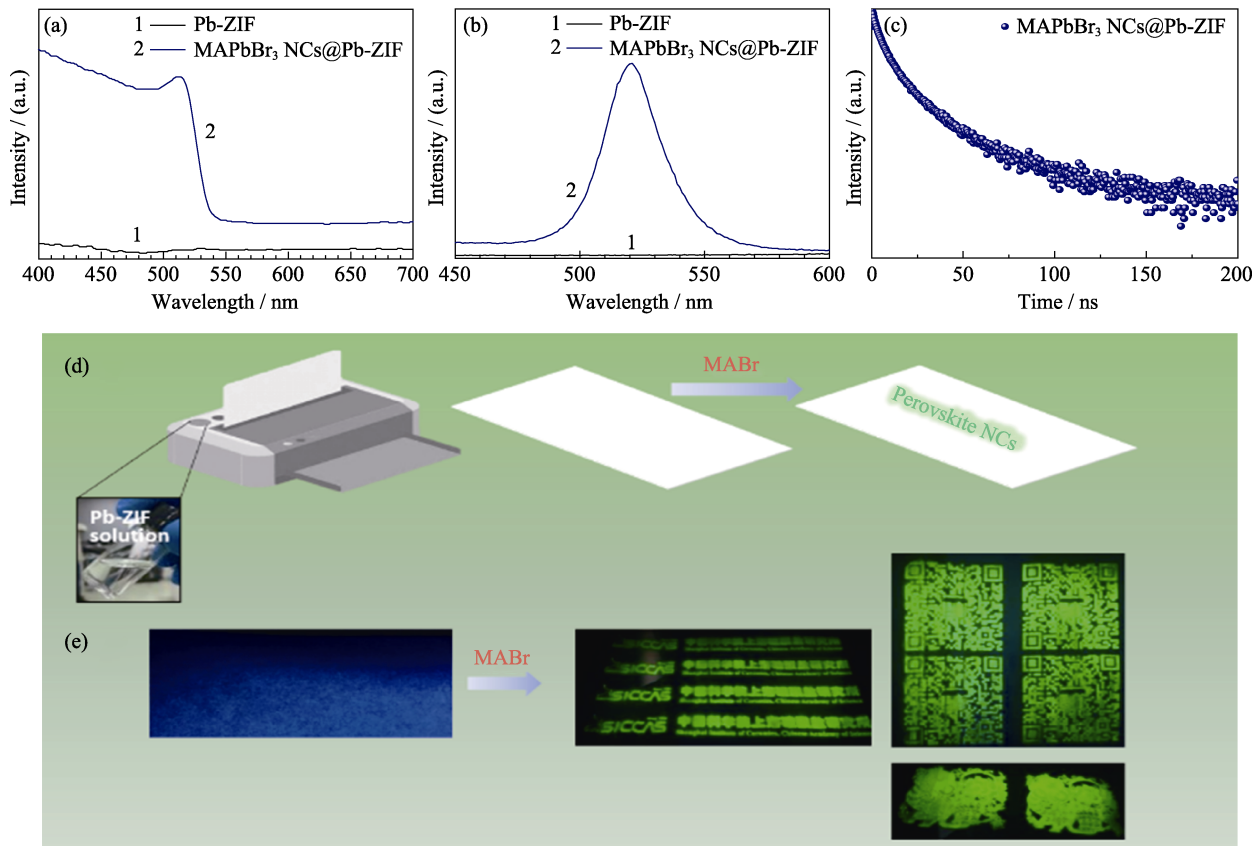 (a)
1 Pb-ZIF
2 MAPbBr₃ NCs@Pb-ZIF
Intensity / (a.u.)
2
1
400 450 500 550 600 650 700
Wavelength / nm
(b)
1 Pb-ZIF
2 MAPbBr₃ NCs@Pb-ZIF
Intensity / (a.u.)
2
1
450 500 550 600
Wavelength / nm
(c)
MAPbBr₃ NCs@Pb-ZIF
Intensity / (a.u.)
0 50 100 150 200
Time / ns
(d)
MABr
Perovskite NCs
Pb-ZIF
solution
(e)
MABr
SICCAS
SICCAS
SICCAS